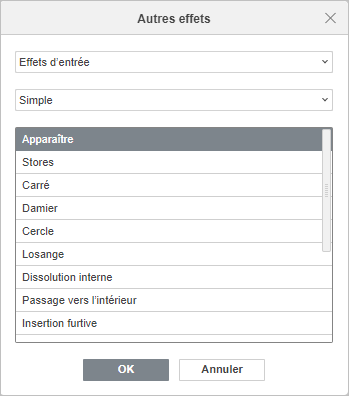 Autres effets
Effets d'entrée
Simple
Apparaître
Stores
Carré
Damier
Cercle
Losange
Dissolution interne
Passage vers l'intérieur
Insertion furtive
OK
Annuler